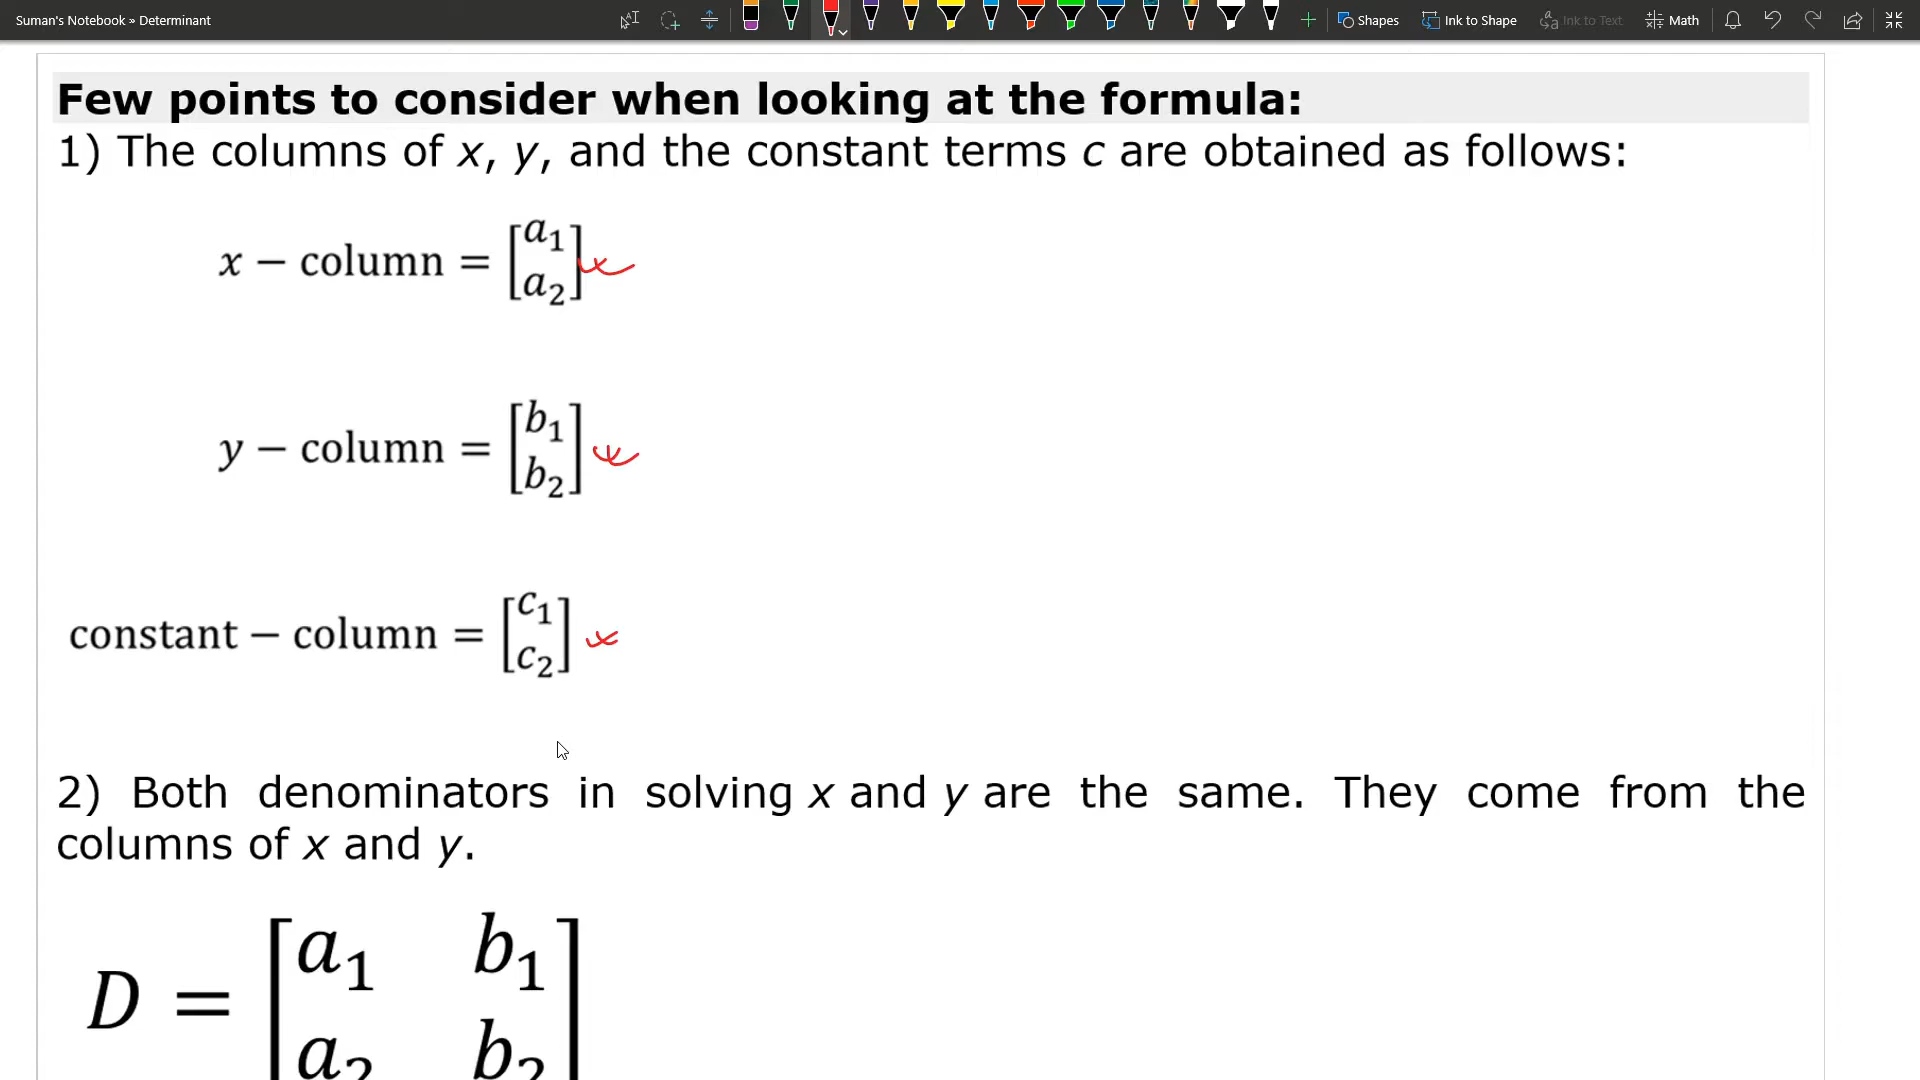 Suman's Notebook » Determinant
Shapes Ink to Shape Ink to Text Math
Few points to consider when looking at the formula:
1) The columns of x, y, and the constant terms c are obtained as follows:
x − column = [a₁
a₂]
y − column = [b₁
b₂]
constant − column = [c₁
c₂]
2) Both denominators in solving x and y are the same. They come from the
columns of x and y.
D = [a₁ b₁
a₂ b₂]